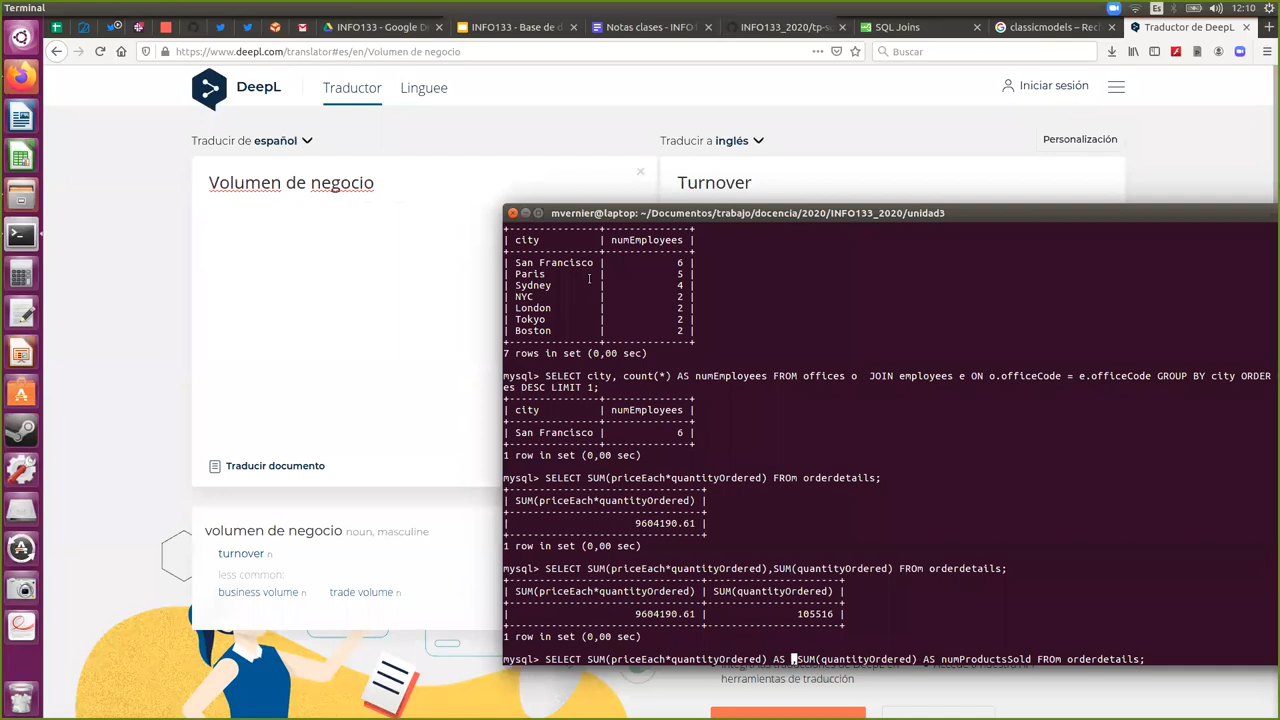 Terminal
Es
12:10
INFO133 - Google D
INFO133 - Base de d
Notas clases - INFO
INFO133_2020/tp-s
SQL Joins
classicmodels – Rec
Traductor de DeepL
https://www.deepl.com/translator#es/en/Volumen de negocio
Buscar
DeepL
Traductor
Linguee
Iniciar sesión
Traducir de español
Traducir a inglés
Personalización
Volumen de negocio
Turnover
Traducir documento
volumen de negocio noun, masculine
turnover n
less common:
business volume n
trade volume n
mvernier@laptop: ~/Documentos/trabajo/docencia/2020/INFO133_2020/unidad3
+---------------+--------------+
| city | numEmployees |
+---------------+--------------+
| San Francisco | 6 |
| Paris | 5 |
| Sydney | 4 |
| NYC | 2 |
| London | 2 |
| Tokyo | 2 |
| Boston | 2 |
+---------------+--------------+
7 rows in set (0,00 sec)
mysql> SELECT city, count(*) AS numEmployees FROM offices o  JOIN employees e ON o.officeCode = e.officeCode GROUP BY city ORDER
es DESC LIMIT 1;
+---------------+--------------+
| city | numEmployees |
+---------------+--------------+
| San Francisco | 6 |
+---------------+--------------+
1 row in set (0,00 sec)
mysql> SELECT SUM(priceEach*quantityOrdered) FROm orderdetails;
+--------------------------------+
| SUM(priceEach*quantityOrdered) |
+--------------------------------+
| 9604190.61 |
+--------------------------------+
1 row in set (0,00 sec)
mysql> SELECT SUM(priceEach*quantityOrdered),SUM(quantityOrdered) FROm orderdetails;
+--------------------------------+----------------------+
| SUM(priceEach*quantityOrdered) | SUM(quantityOrdered) |
+--------------------------------+----------------------+
| 9604190.61 | 105516 |
+--------------------------------+----------------------+
1 row in set (0,00 sec)
mysql> SELECT SUM(priceEach*quantityOrdered) AS ,SUM(quantityOrdered) AS numProductsSold FROm orderdetails;
herramientas de traducción